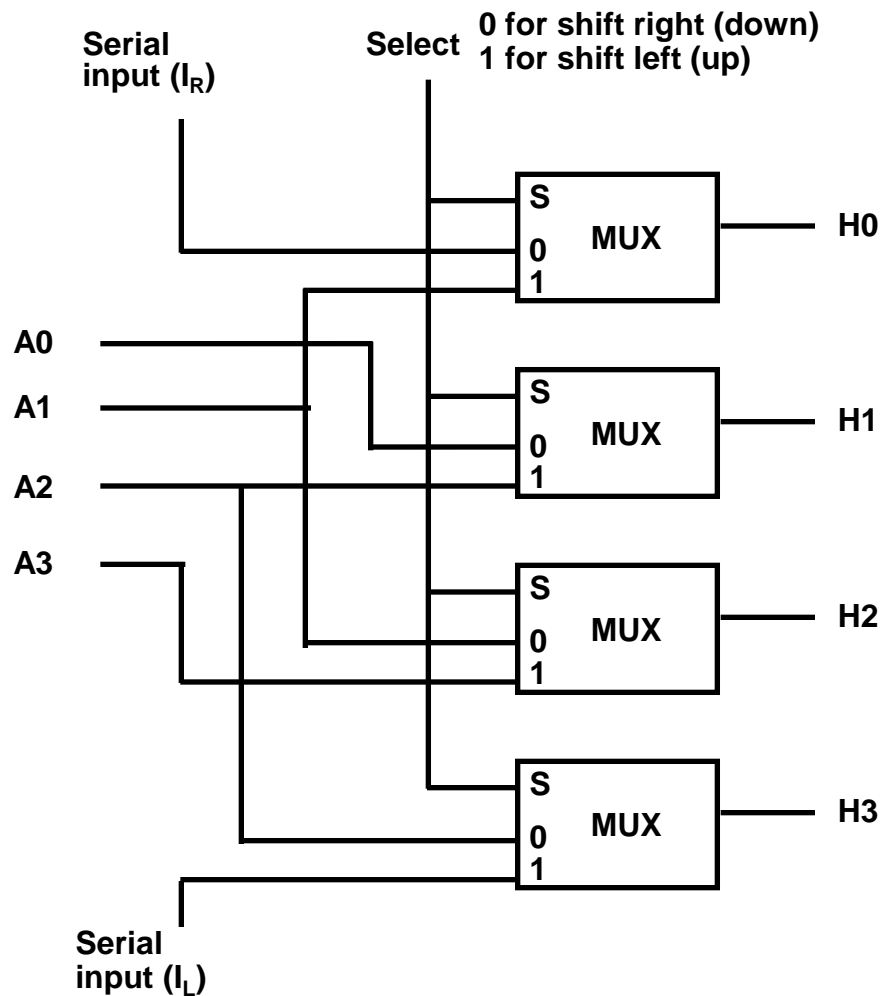 Serial
input (IR)
Select
0 for shift right (down)
1 for shift left (up)
S
MUX
0
1
H0
A0
A1
A2
A3
S
MUX
0
1
H1
S
MUX
0
1
H2
S
MUX
0
1
H3
Serial
input (IL)